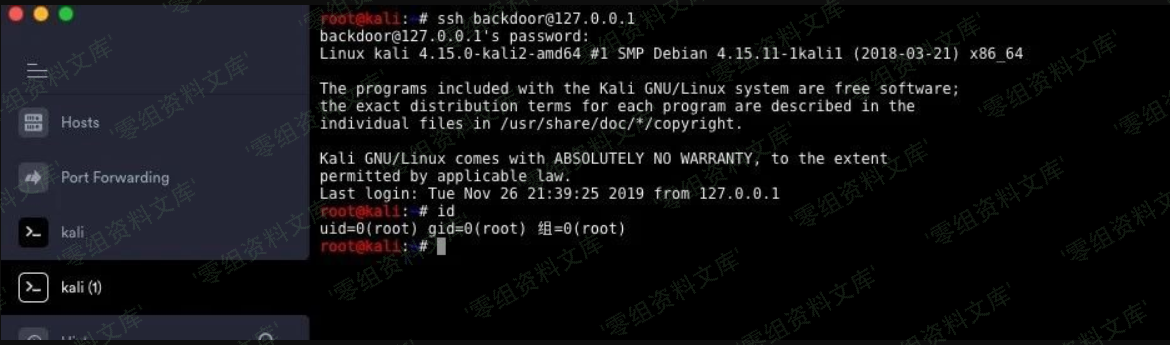 Hosts
Port Forwarding
kali
kali (1)
root@kali:~# ssh backdoor@127.0.0.1
backdoor@127.0.0.1's password:
Linux kali 4.15.0-kali2-amd64 #1 SMP Debian 4.15.11-1kali1 (2018-03-21) x86_64
The programs included with the Kali GNU/Linux system are free software;
the exact distribution terms for each program are described in the
individual files in /usr/share/doc/*/copyright.
Kali GNU/Linux comes with ABSOLUTELY NO WARRANTY, to the extent
permitted by applicable law.
Last login: Tue Nov 26 21:39:25 2019 from 127.0.0.1
root@kali:~# id
uid=0(root) gid=0(root) 组=0(root)
root@kali:~#
'零组资料文库'